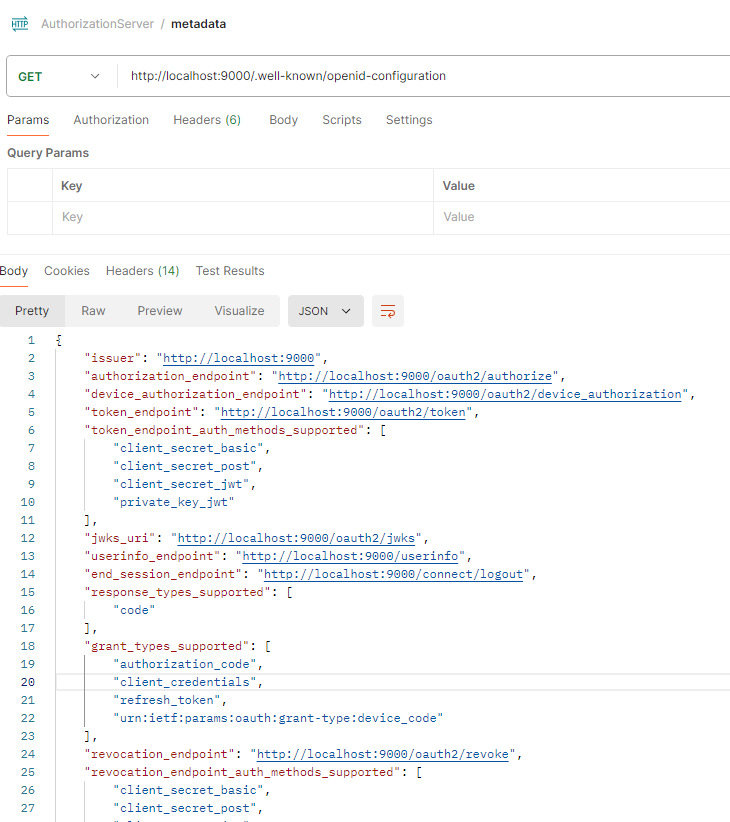 HTTP AuthorizationServer / metadata
GET http://localhost:9000/.well-known/openid-configuration
Params Authorization Headers (6) Body Scripts Settings
Query Params
Key Value
Key Value
Body Cookies Headers (14) Test Results
Pretty Raw Preview Visualize JSON
1 {
2 "issuer": "http://localhost:9000",
3 "authorization_endpoint": "http://localhost:9000/oauth2/authorize",
4 "device_authorization_endpoint": "http://localhost:9000/oauth2/device_authorization",
5 "token_endpoint": "http://localhost:9000/oauth2/token",
6 "token_endpoint_auth_methods_supported": [
7 "client_secret_basic",
8 "client_secret_post",
9 "client_secret_jwt",
10 "private_key_jwt"
11 ],
12 "jwks_uri": "http://localhost:9000/oauth2/jwks",
13 "userinfo_endpoint": "http://localhost:9000/userinfo",
14 "end_session_endpoint": "http://localhost:9000/connect/logout",
15 "response_types_supported": [
16 "code"
17 ],
18 "grant_types_supported": [
19 "authorization_code",
20 "client_credentials",
21 "refresh_token",
22 "urn:ietf:params:oauth:grant-type:device_code"
23 ],
24 "revocation_endpoint": "http://localhost:9000/oauth2/revoke",
25 "revocation_endpoint_auth_methods_supported": [
26 "client_secret_basic",
27 "client_secret_post",